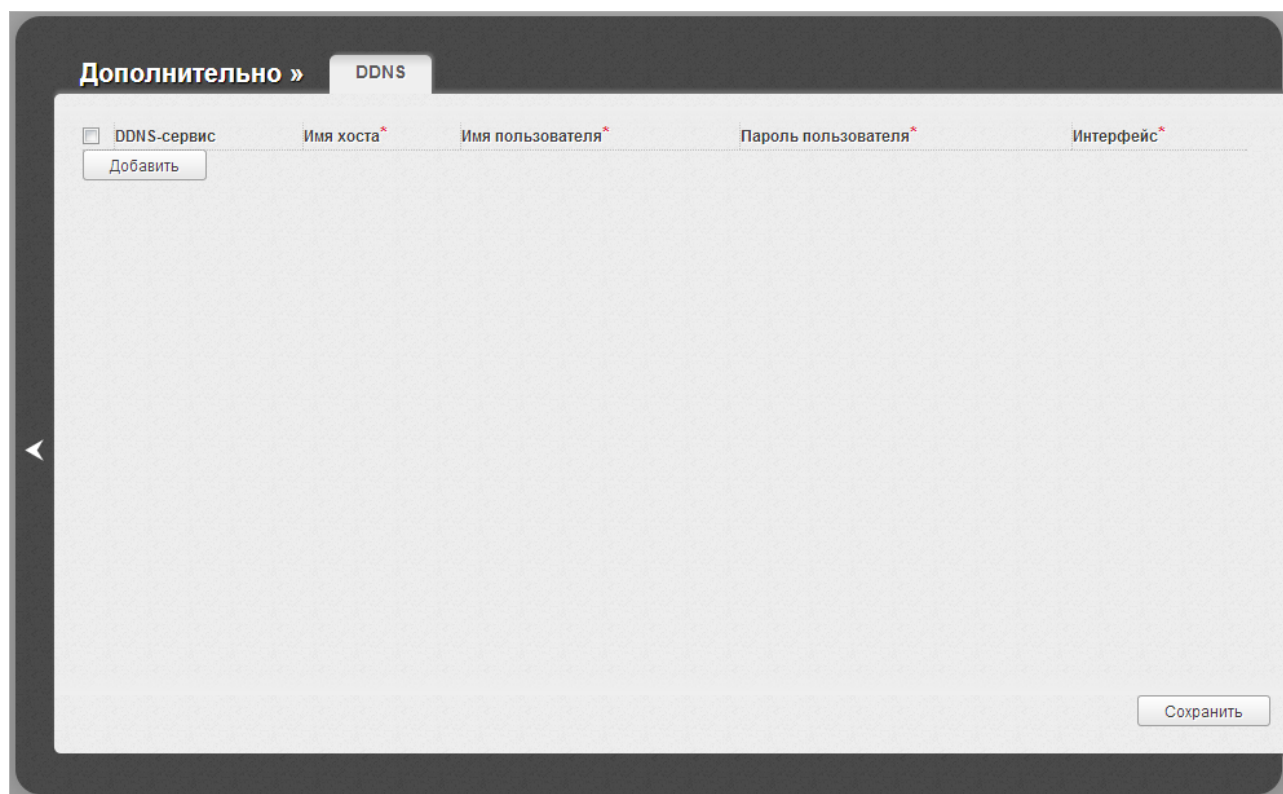 Дополнительно » DDNS
DDNS-сервис Имя хоста* Имя пользователя* Пароль пользователя* Интерфейс*
Добавить
Сохранить